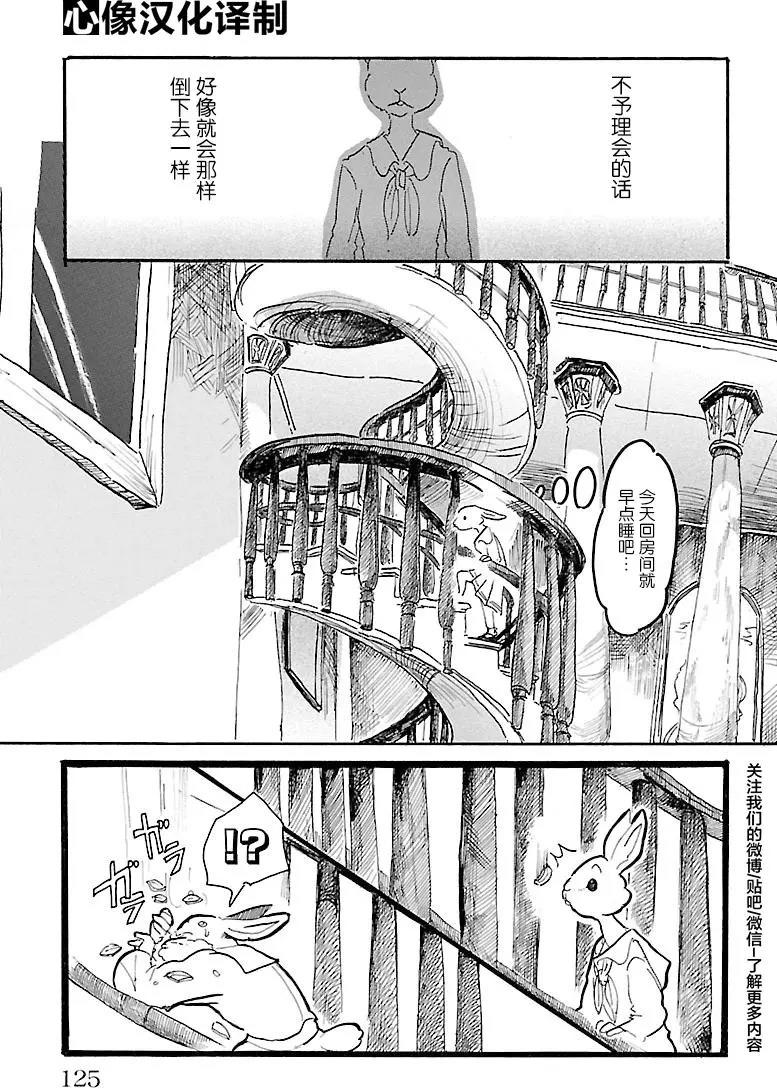 心像汉化译制
不予理会的话
好像就会那样
倒下去一样
今天回房间就
早点睡吧…
关注我们的微博/贴吧/微信-了解更多内容
!?
ガラ
ガラ
125